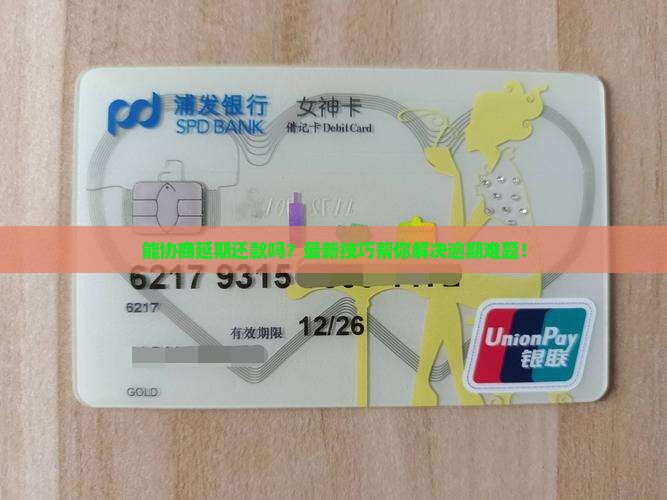 浦发银行
SPD BANK
女神卡
借记卡 Debit Card
能协商延期还款吗？最新技巧帮你解决逾期难题！
6217 9315
6217
有效期限 12/26
GOLD
UnionPay
银联